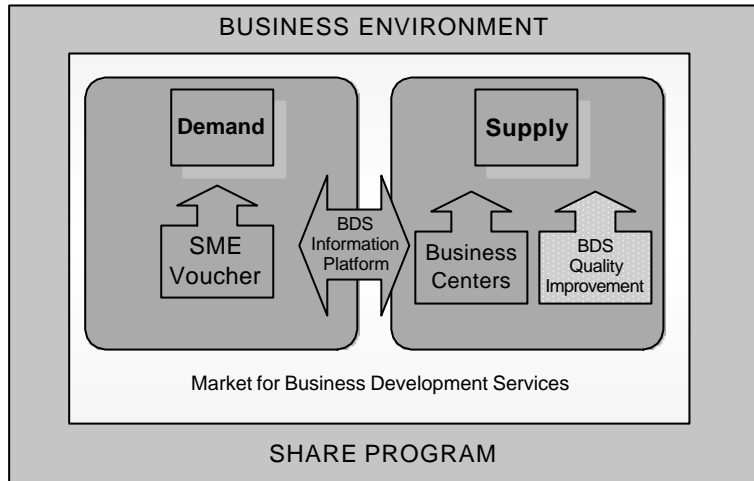 BUSINESS ENVIRONMENT
Demand
Supply
SME
Voucher
BDS
Information
Platform
Business
Centers
BDS
Quality
Improvement
Market for Business Development Services
SHARE PROGRAM